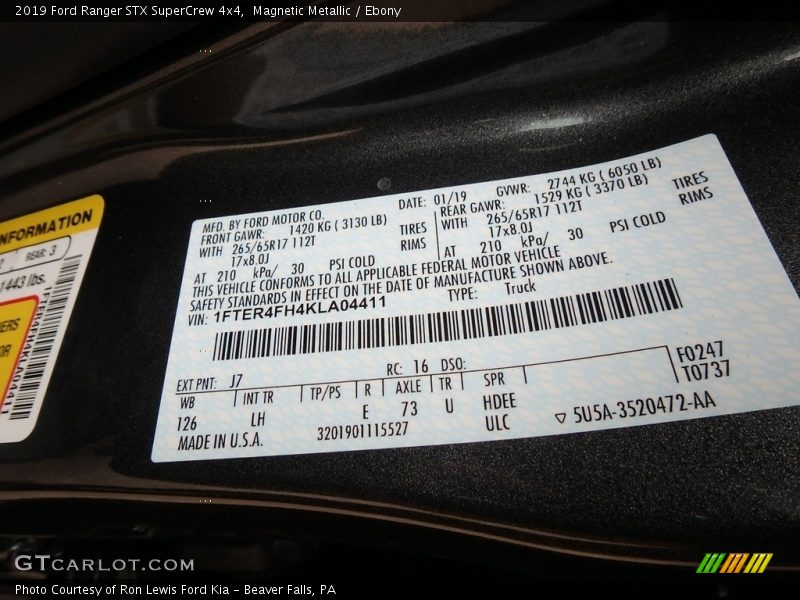 2019 Ford Ranger STX SuperCrew 4x4,  Magnetic Metallic / Ebony
NFORMATION
REAR: 3
1443 lbs.
MFD. BY FORD MOTOR CO.
DATE: 01/19
GVWR: 2744 KG ( 6050 LB)
FRONT GAWR: 1420 KG ( 3130 LB)
REAR GAWR: 1529 KG ( 3370 LB)
WITH 265/65R17 112T TIRES
WITH 265/65R17 112T TIRES
17x8.0J RIMS
17x8.0J RIMS
AT 210 kPa/ 30 PSI COLD
AT 210 kPa/ 30 PSI COLD
THIS VEHICLE CONFORMS TO ALL APPLICABLE FEDERAL MOTOR VEHICLE
SAFETY STANDARDS IN EFFECT ON THE DATE OF MANUFACTURE SHOWN ABOVE.
VIN: 1FTER4FH4KLA04411
TYPE: Truck
EXT PNT: J7
RC: 16 DSO:
F0247
T0737
WB INT TR TP/PS R AXLE TR SPR
126 LH E 73 U HDEE
ULC
MADE IN U.S.A. 3201901115527
▽ 5U5A-3520472-AA
GTCARLOT.COM
Photo Courtesy of Ron Lewis Ford Kia – Beaver Falls, PA